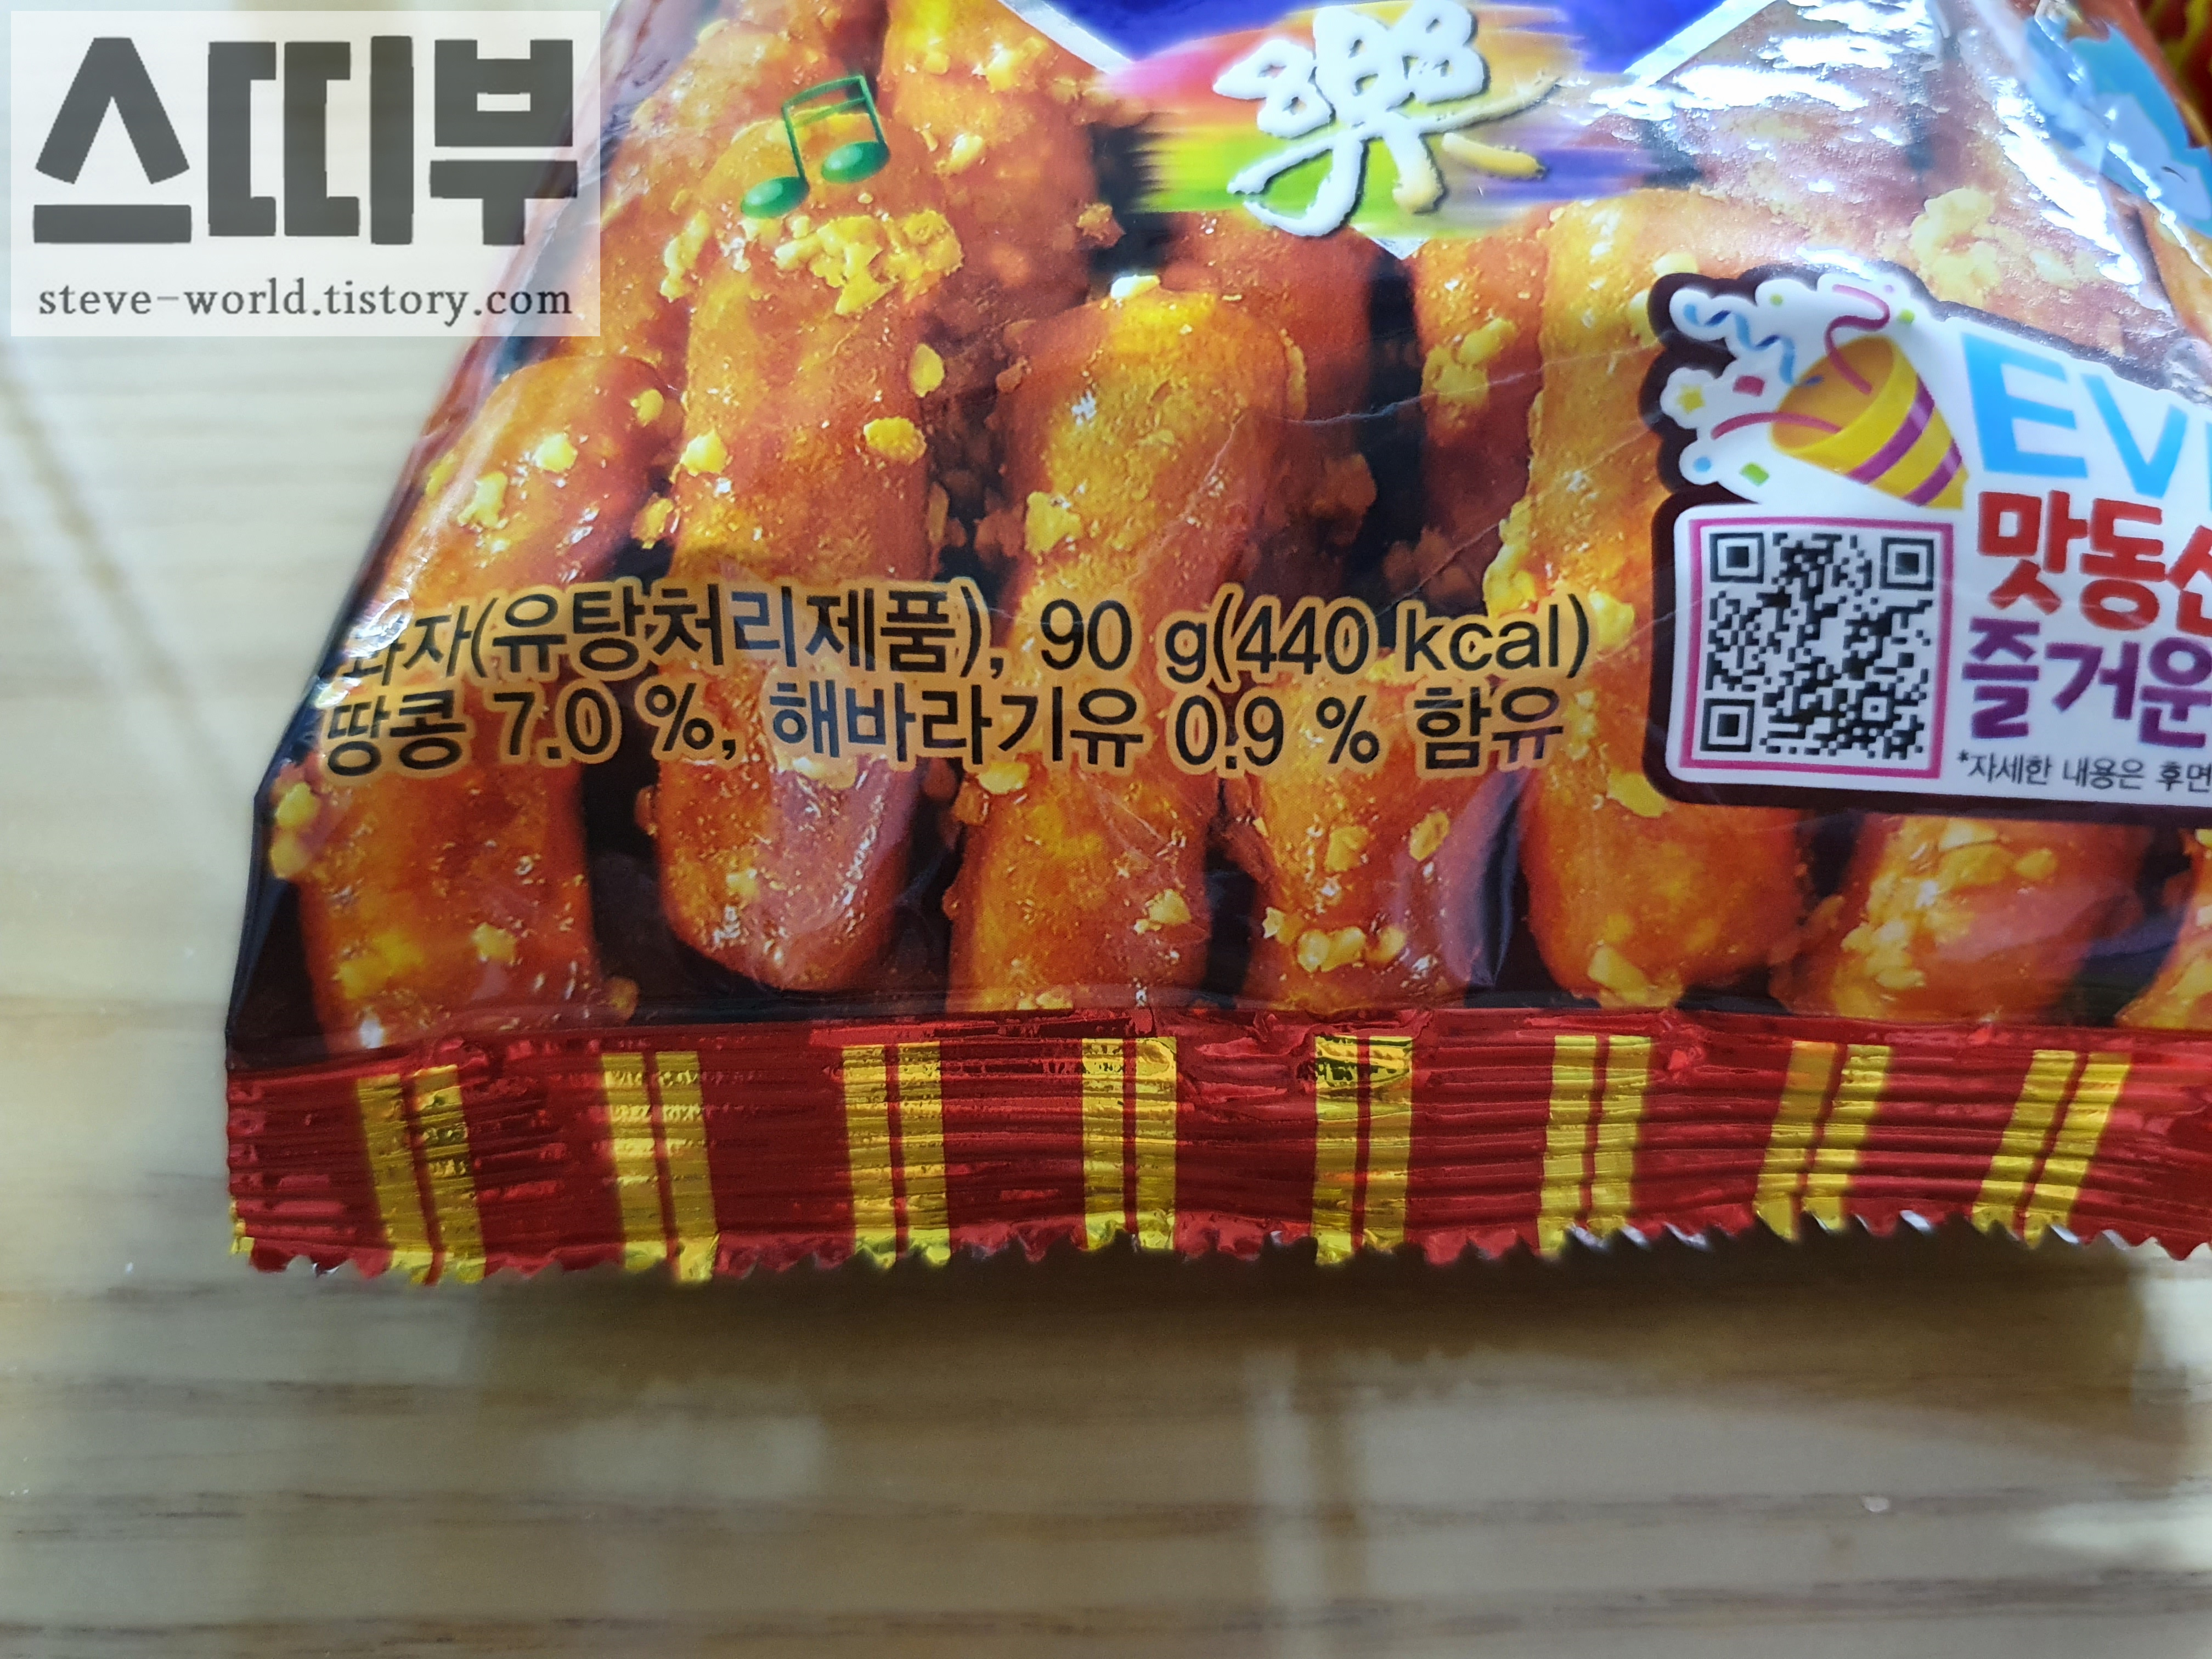 스띠부
steve-world.tistory.com
樂
과자(유탕처리제품), 90 g(440 kcal)
땅콩 7.0 %, 해바라기유 0.9 % 함유
맛동
즐거운
*자세한 내용은 후면